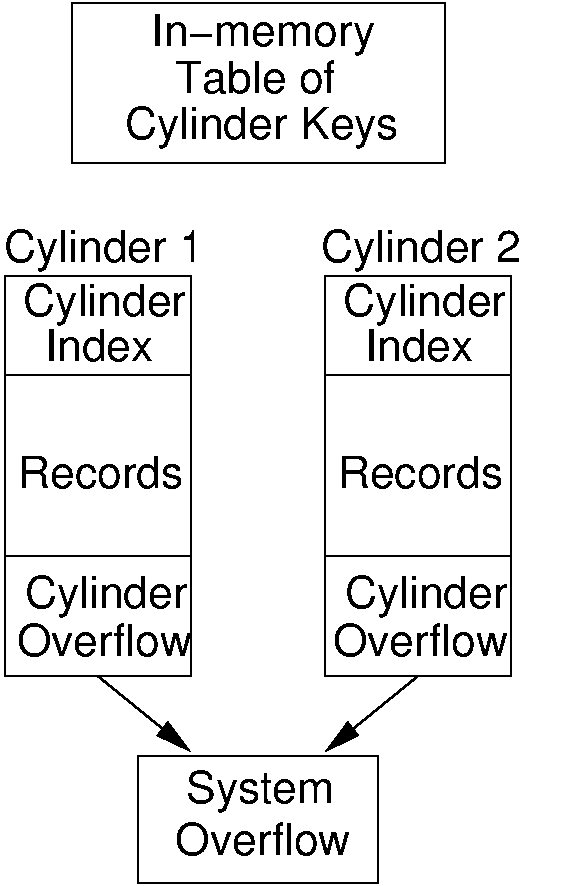 In−memory
Table of
Cylinder Keys
Cylinder 1
Cylinder 2
Cylinder
Index
Cylinder
Index
Records
Records
Cylinder
Overflow
Cylinder
Overflow
System
Overflow